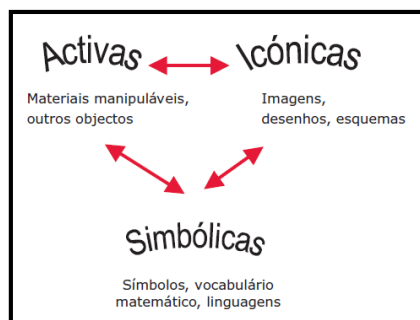 Activas
Icónicas
Materiais manipuláveis,
outros objectos
Imagens,
desenhos, esquemas
Simbólicas
Símbolos, vocabulário
matemático, linguagens